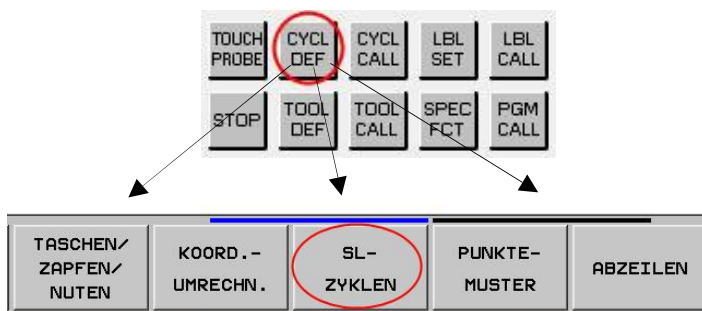 TOUCH CYCL CYCL LBL LBL
PROBE DEF CALL SET CALL
STOP TOOL TOOL SPEC PGM
DEF CALL FCT CALL
TASCHEN/
ZAPFEN/
NUTEN
KOORD.-
UMRECHN.
SL-
ZYKLEN
PUNKTE-
MUSTER
ABZEILEN